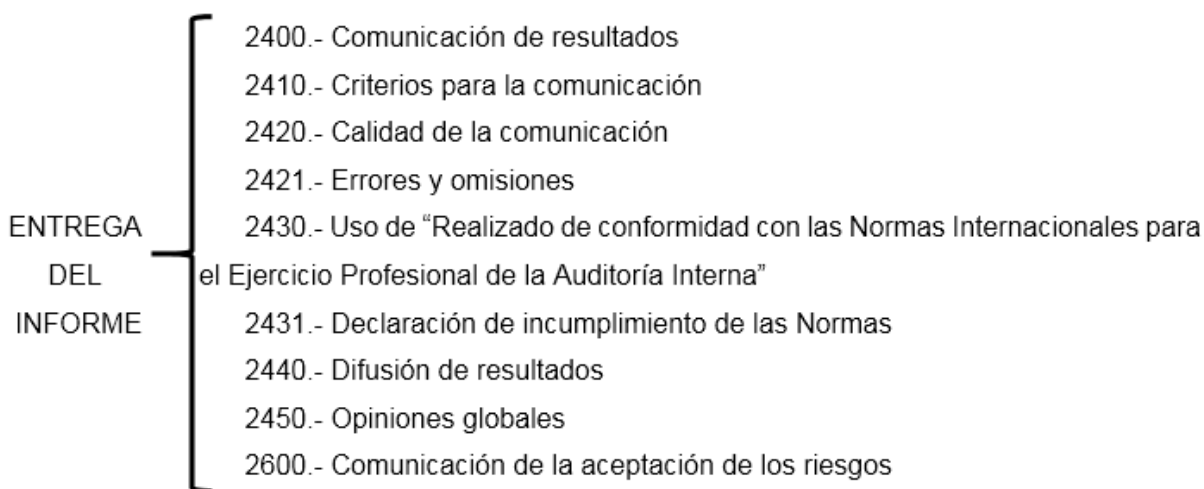 ENTREGA
DEL
INFORME
2400.- Comunicación de resultados
2410.- Criterios para la comunicación
2420.- Calidad de la comunicación
2421.- Errores y omisiones
2430.- Uso de “Realizado de conformidad con las Normas Internacionales para
el Ejercicio Profesional de la Auditoría Interna”
2431.- Declaración de incumplimiento de las Normas
2440.- Difusión de resultados
2450.- Opiniones globales
2600.- Comunicación de la aceptación de los riesgos